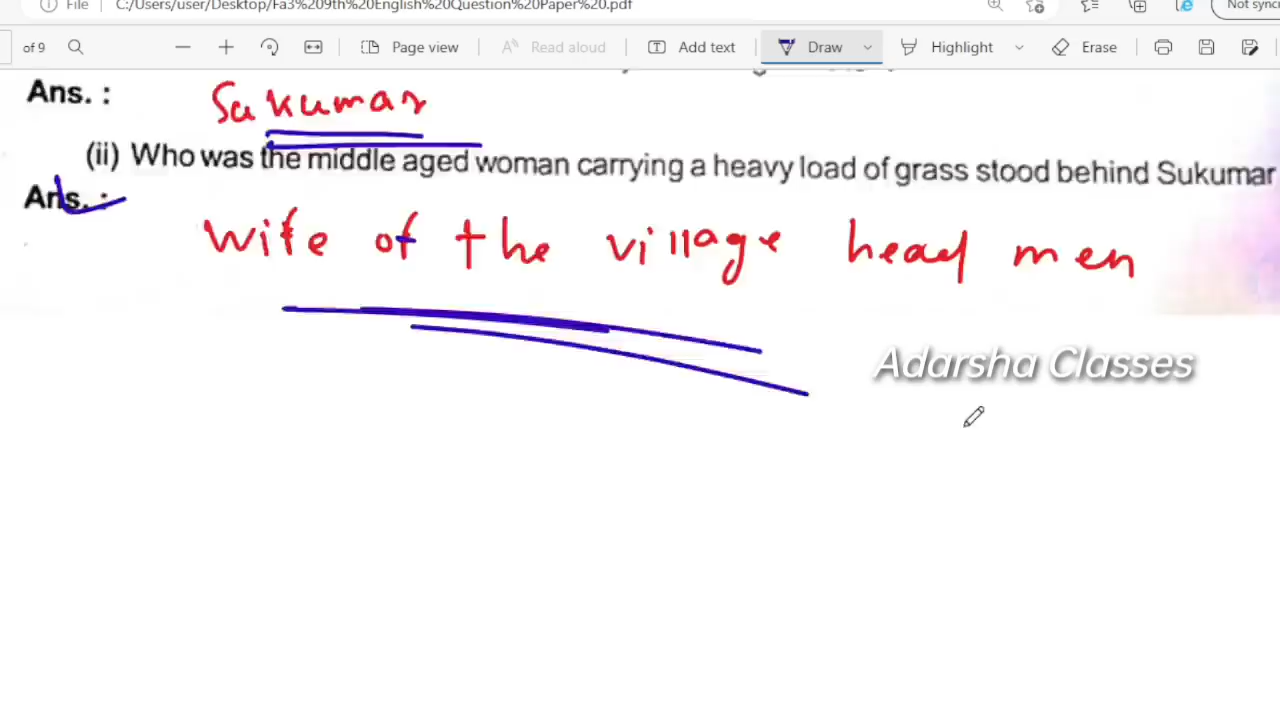 File C:/Users/user/Desktop/Fa3%209th%20English%20Question%20Paper%20.pdf Not sync
of 9 Page view Read aloud Add text Draw Highlight Erase
Ans. : Sukumar
(ii) Who was the middle aged woman carrying a heavy load of grass stood behind Sukumar
Ans. :
wife of the village head men
Adarsha Classes